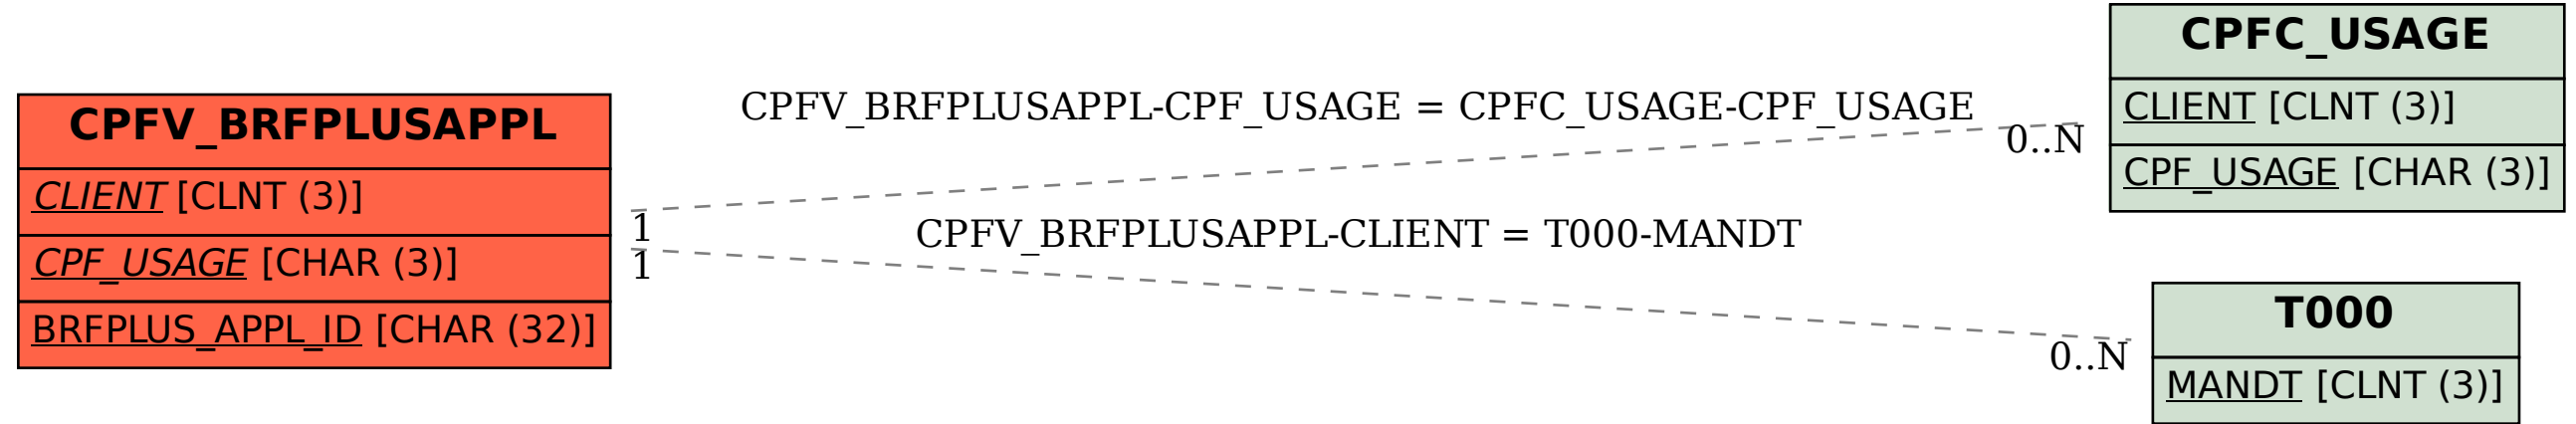 CPFV_BRFPLUSAPPL
CLIENT [CLNT (3)]
CPF_USAGE [CHAR (3)]
BRFPLUS_APPL_ID [CHAR (32)]
CPFV_BRFPLUSAPPL-CPF_USAGE = CPFC_USAGE-CPF_USAGE
1
0..N
CPFV_BRFPLUSAPPL-CLIENT = T000-MANDT
1
0..N
CPFC_USAGE
CLIENT [CLNT (3)]
CPF_USAGE [CHAR (3)]
T000
MANDT [CLNT (3)]